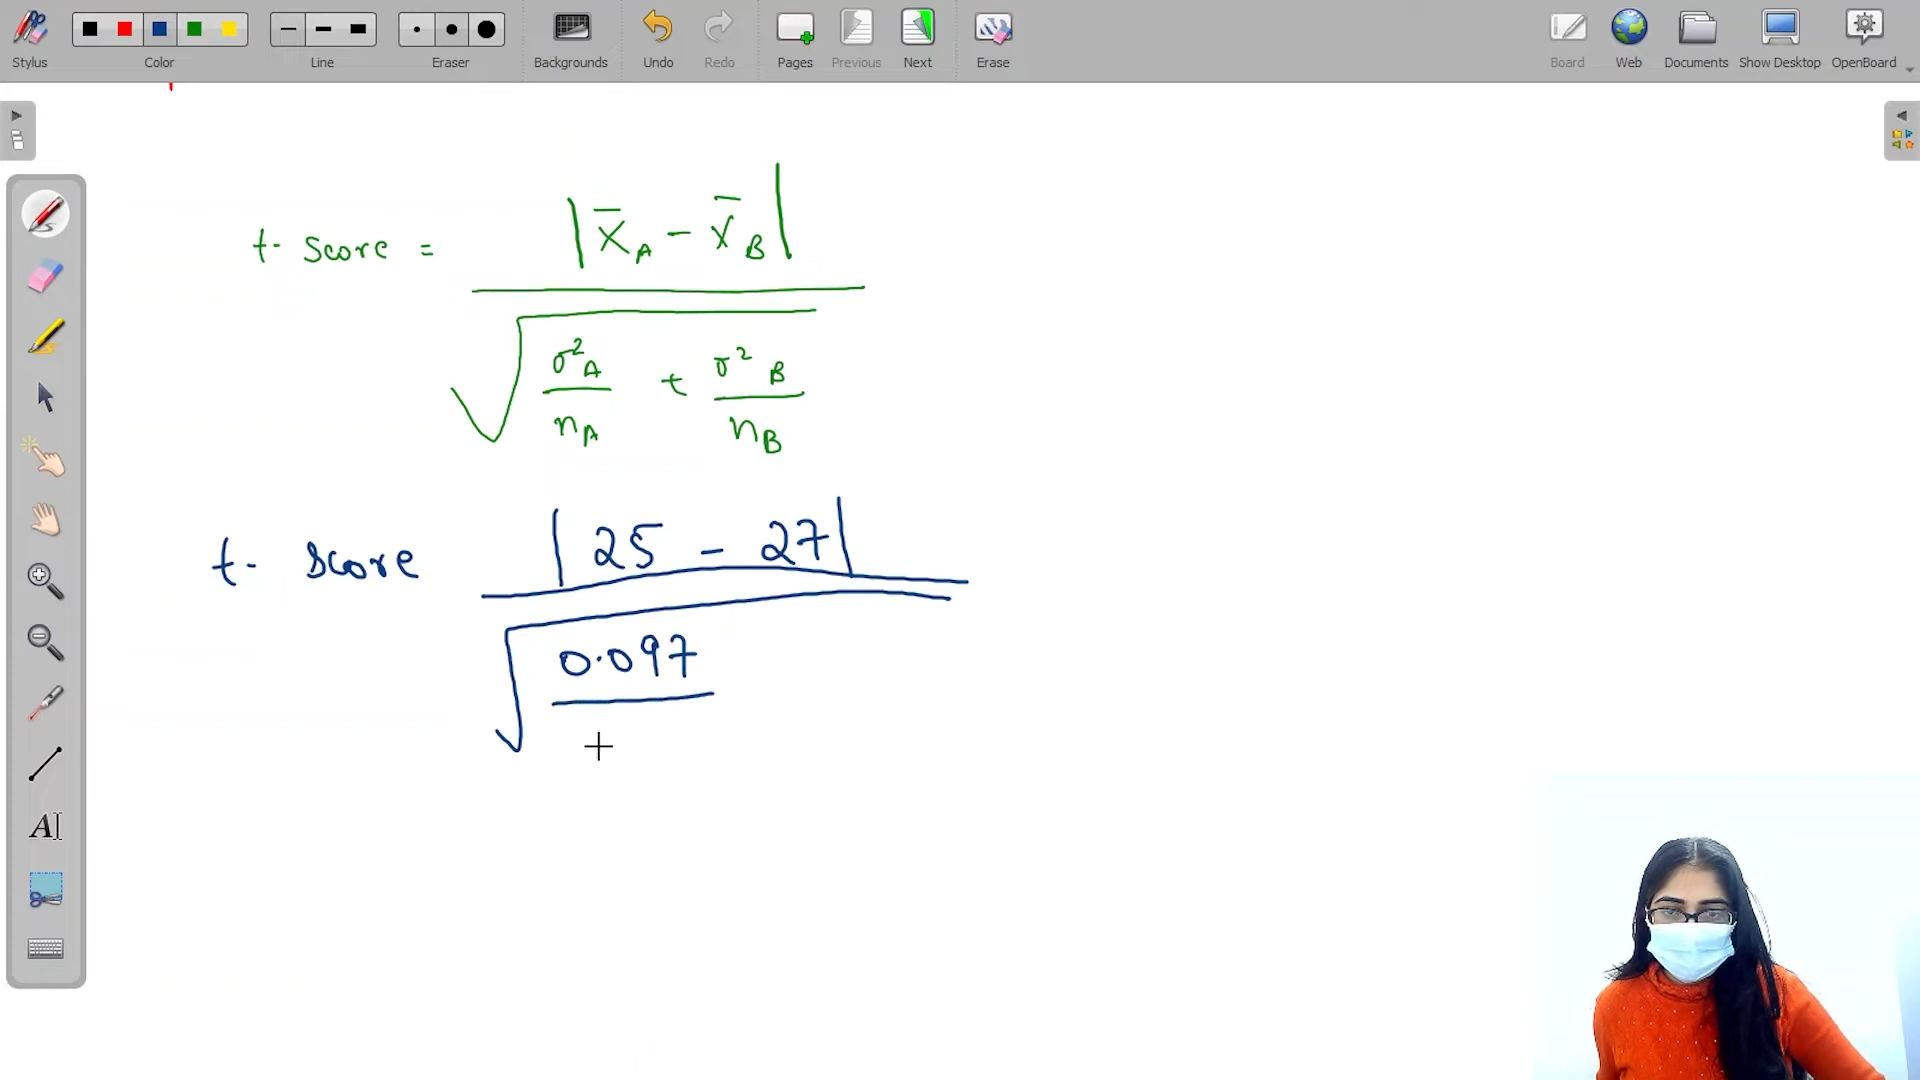 Stylus Color Line Eraser Backgrounds Undo Redo Pages Previous Next Erase Board Web Documents Show Desktop OpenBoard
t- score = |X̄A - X̄B|
√ σ²A + σ² B
nA nB
t- score |25 - 27|
√ 0.097
A